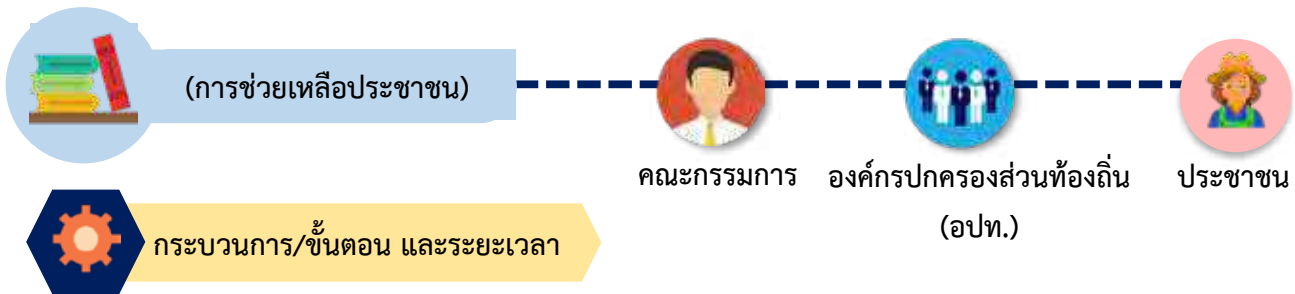 (การช่วยเหลือประชาชน)
คณะกรรมการ
องค์กรปกครองส่วนท้องถิ่น
(อปท.)
ประชาชน
กระบวนการ/ขั้นตอน และระยะเวลา